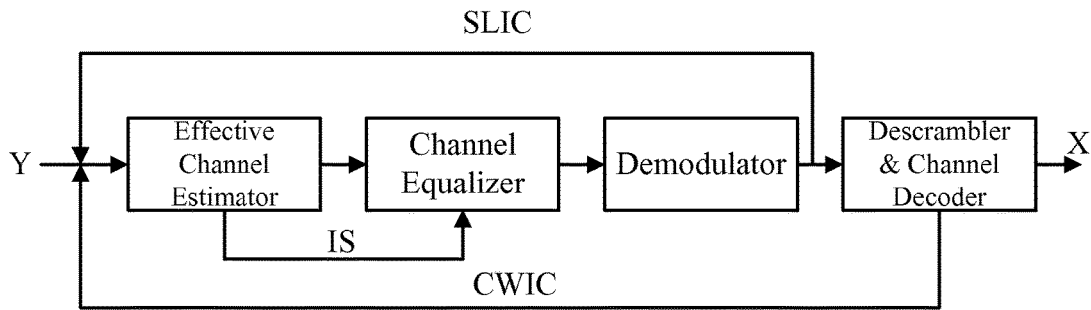 SLIC
Y
Effective
Channel
Estimator
Channel
Equalizer
Demodulator
Descrambler
& Channel
Decoder
X
IS
CWIC